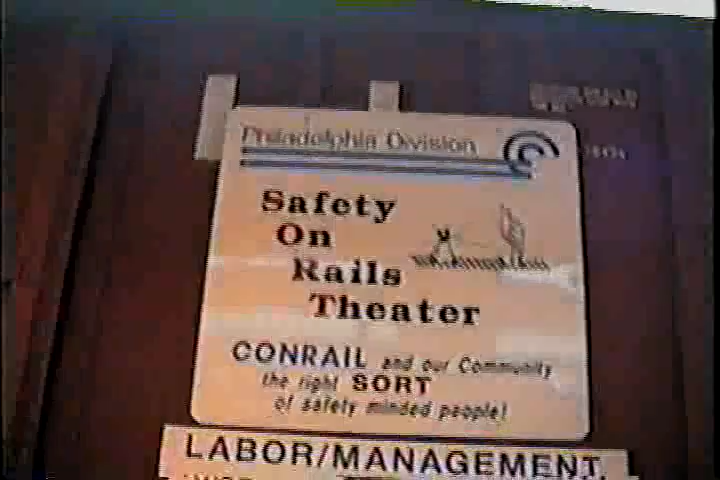 Philadelphia Division
Safety
On
Rails
Theater
CONRAIL and our Community
the right SORT
of safety minded people!
LABOR/MANAGEMENT